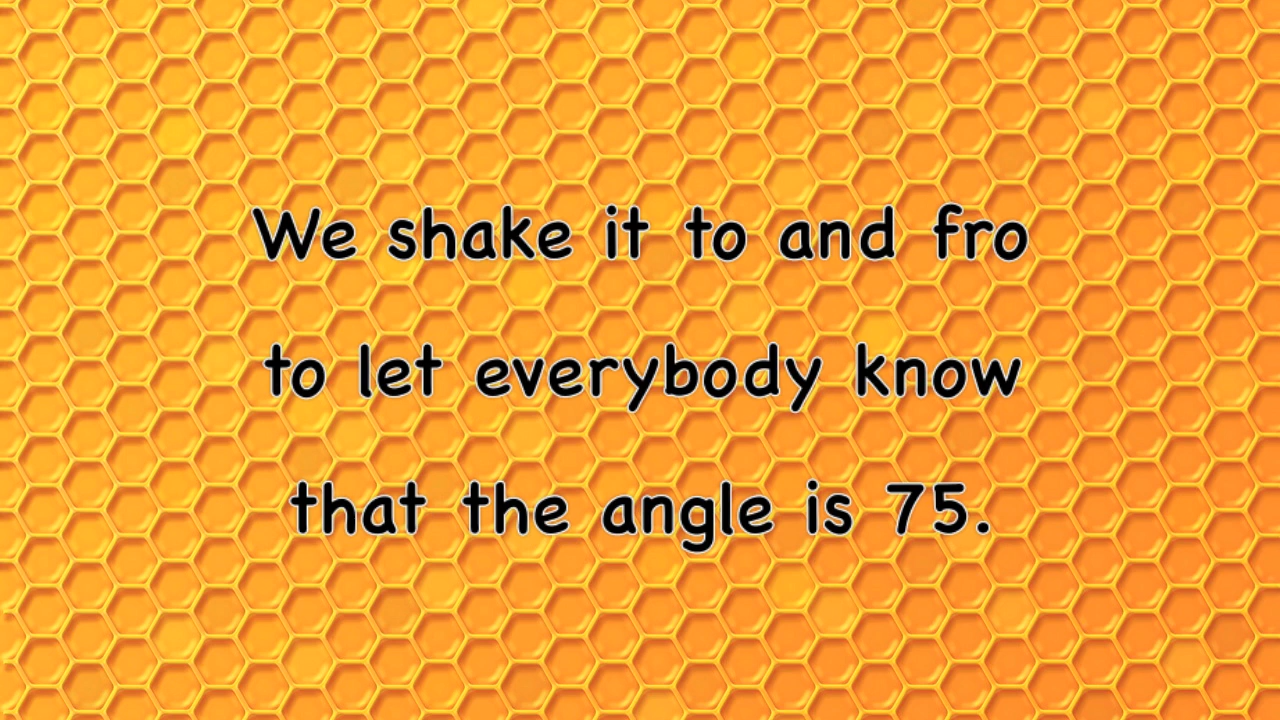 We shake it to and fro
to let everybody know
that the angle is 75.